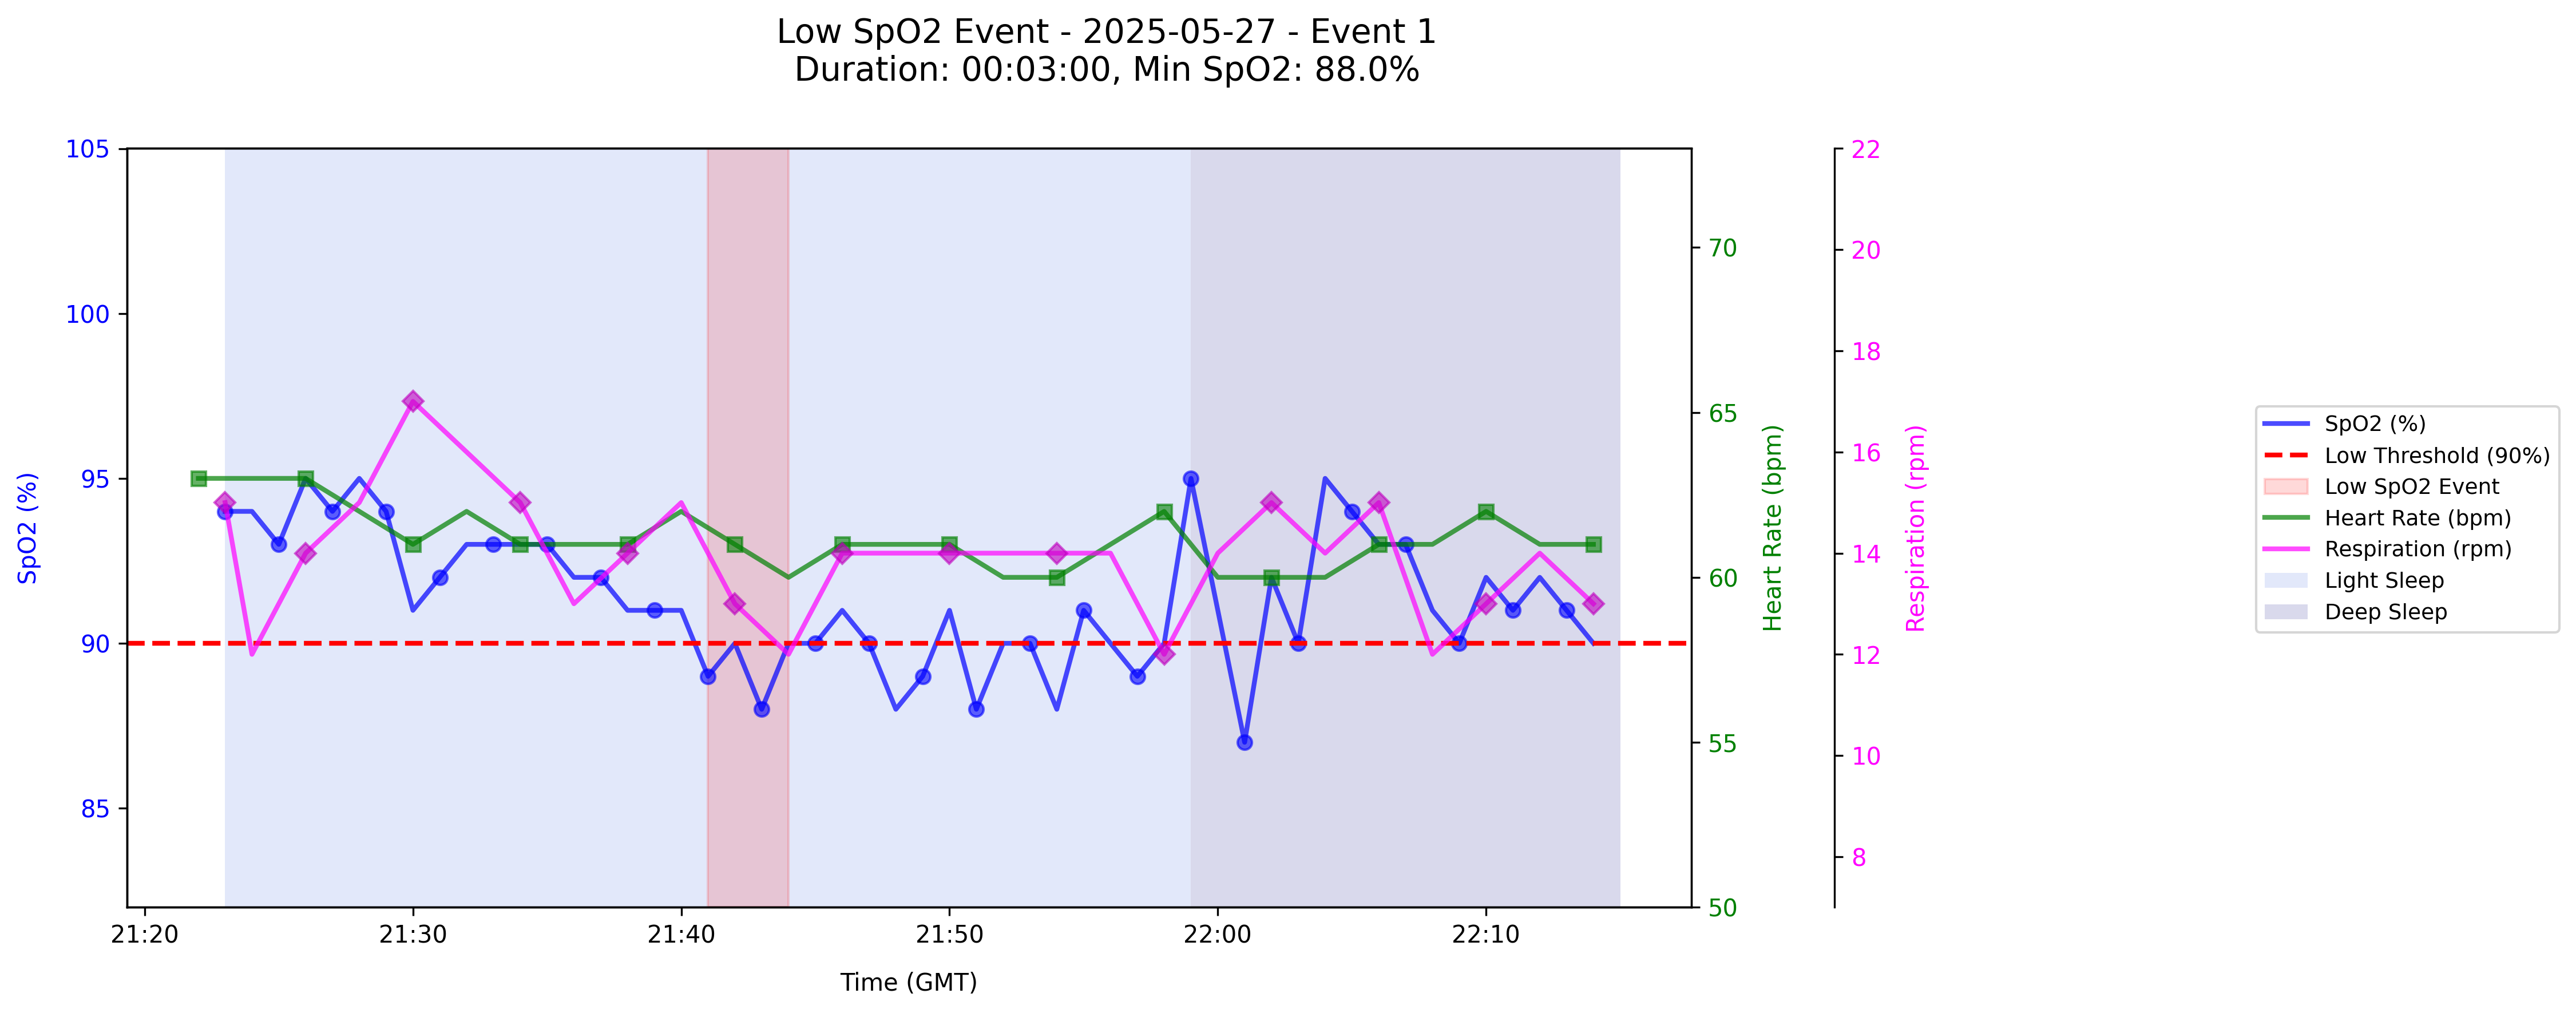 Low SpO2 Event - 2025-05-27 - Event 1
Duration: 00:03:00, Min SpO2: 88.0%
105
100
95
90
85
SpO2 (%)
70
65
60
55
50
Heart Rate (bpm)
22
20
18
16
14
12
10
8
Respiration (rpm)
SpO2 (%)
Low Threshold (90%)
Low SpO2 Event
Heart Rate (bpm)
Respiration (rpm)
Light Sleep
Deep Sleep
21:20 21:30 21:40 21:50 22:00 22:10
Time (GMT)